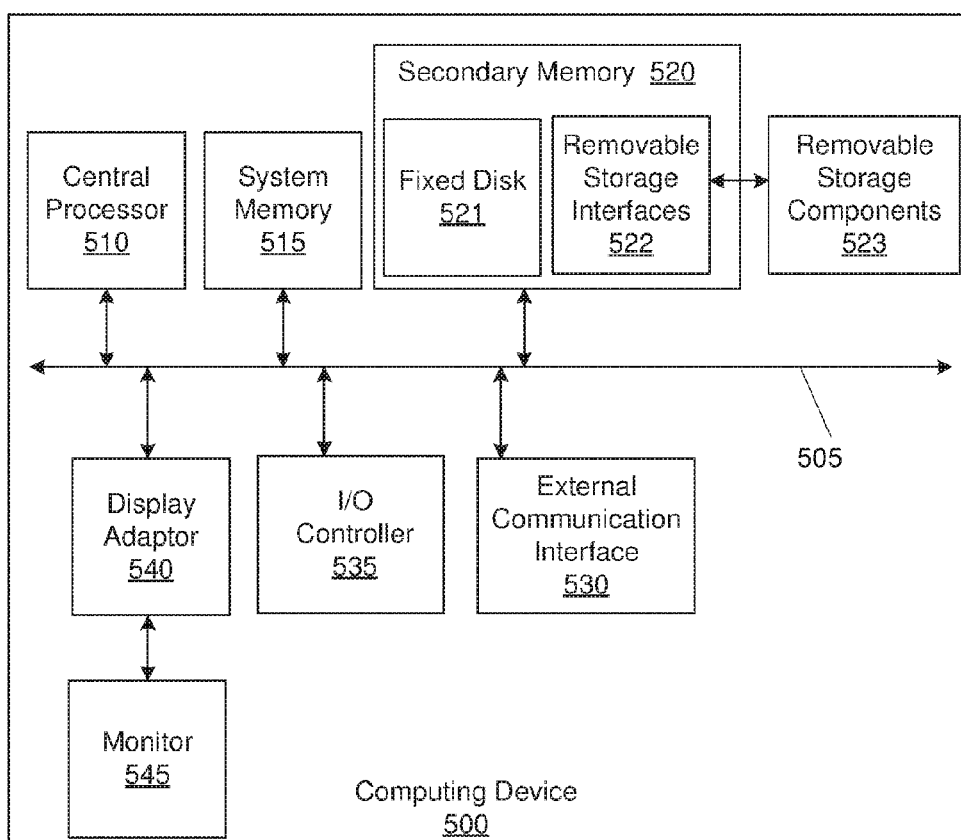 Secondary Memory 520
Central
Processor
510
System
Memory
515
Fixed Disk
521
Removable
Storage
Interfaces
522
Removable
Storage
Components
523
505
Display
Adaptor
540
I/O
Controller
535
External
Communication
Interface
530
Monitor
545
Computing Device
500